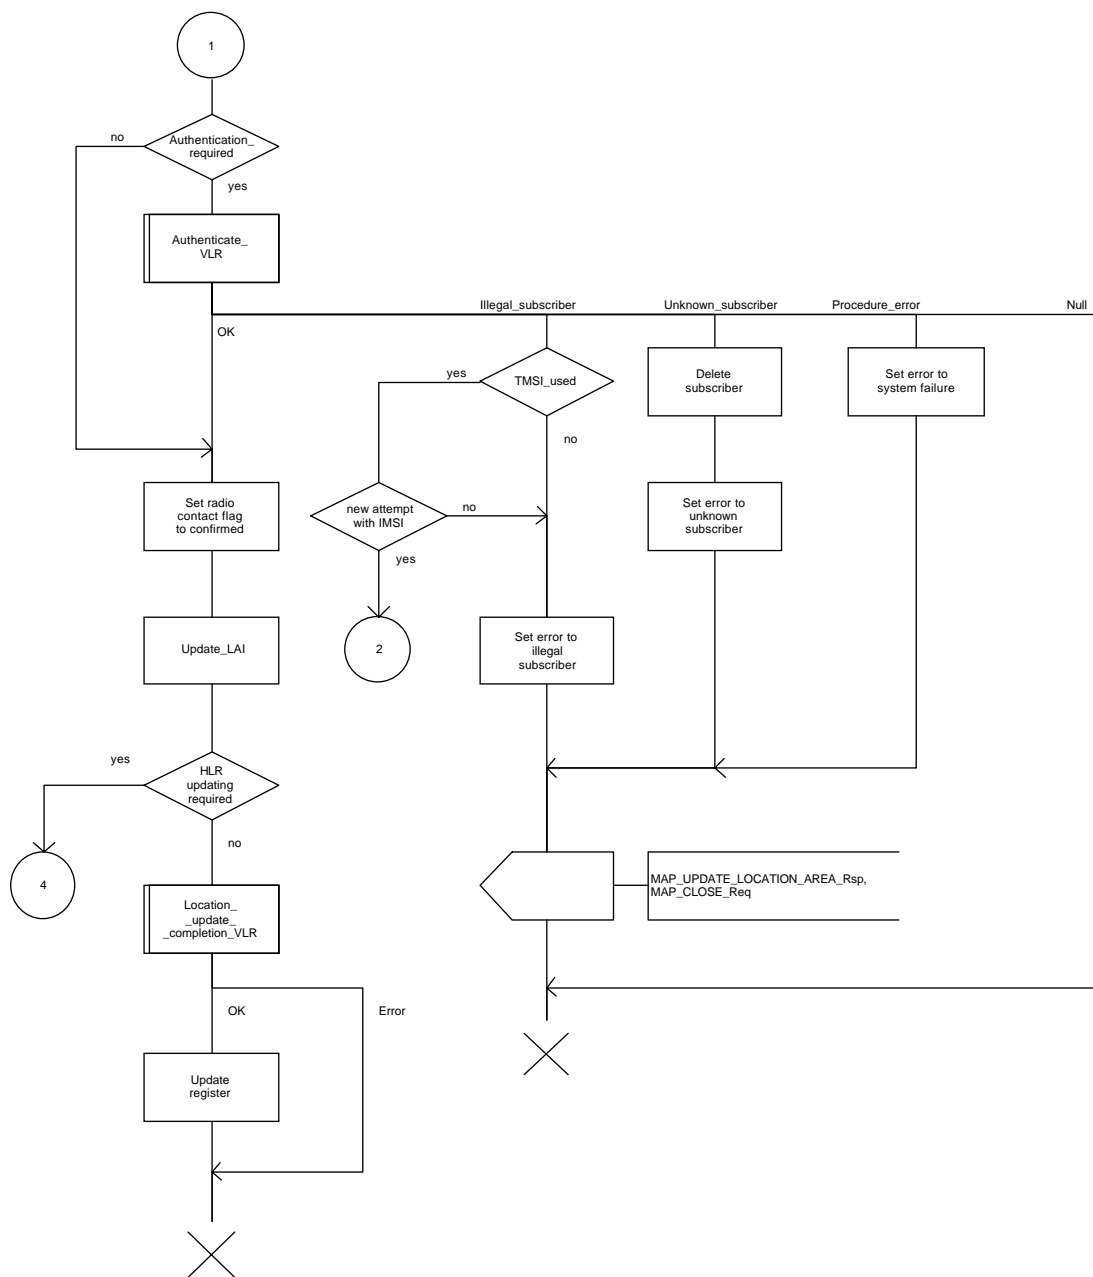 1
Authentication_
required
no
yes
Authenticate_
VLR
Illegal_subscriber
Unknown_subscriber
Procedure_error
Null
OK
yes
TMSI_used
no
Delete
subscriber
Set error to
system failure
Set radio
contact flag
to confirmed
new attempt
with IMSI
no
yes
Set error to
unknown
subscriber
Update_LAI
2
Set error to
illegal
subscriber
yes
HLR
updating
required
no
4
Location_
_update_
_completion_VLR
MAP_UPDATE_LOCATION_AREA_Rsp,
MAP_CLOSE_Req
OK
Error
Update
register